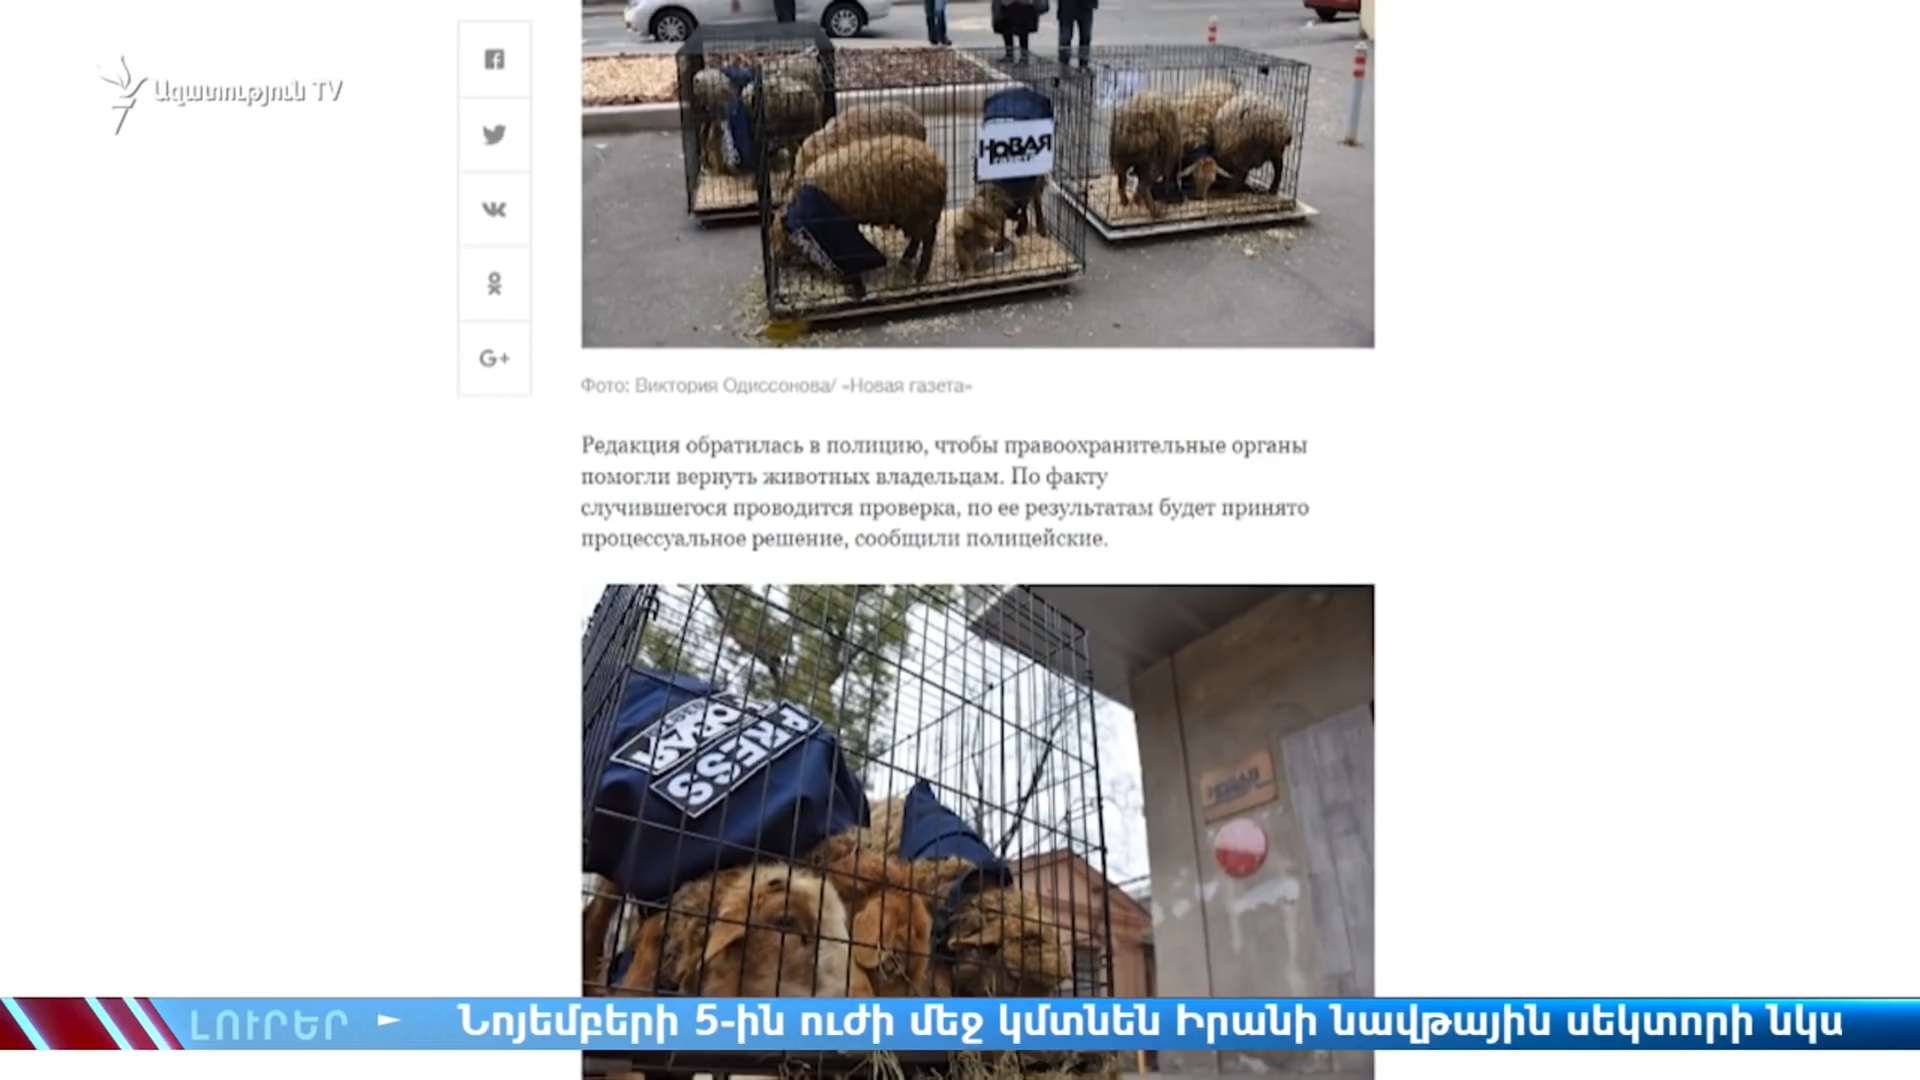 Ազատություն TV
НОВАЯ
Фото: Виктория Одиссонова/ «Новая газета»
Редакция обратилась в полицию, чтобы правоохранительные органы
помогли вернуть животных владельцам. По факту
случившегося проводится проверка, по ее результатам будет принято
процессуальное решение, сообщили полицейские.
PRESS
НОВАЯ
ԼՈՒՐԵՐ
Նոյեմբերի 5-ին ուժի մեջ կմտնեն Իրանի նավթային սեկտորի նկա
G+